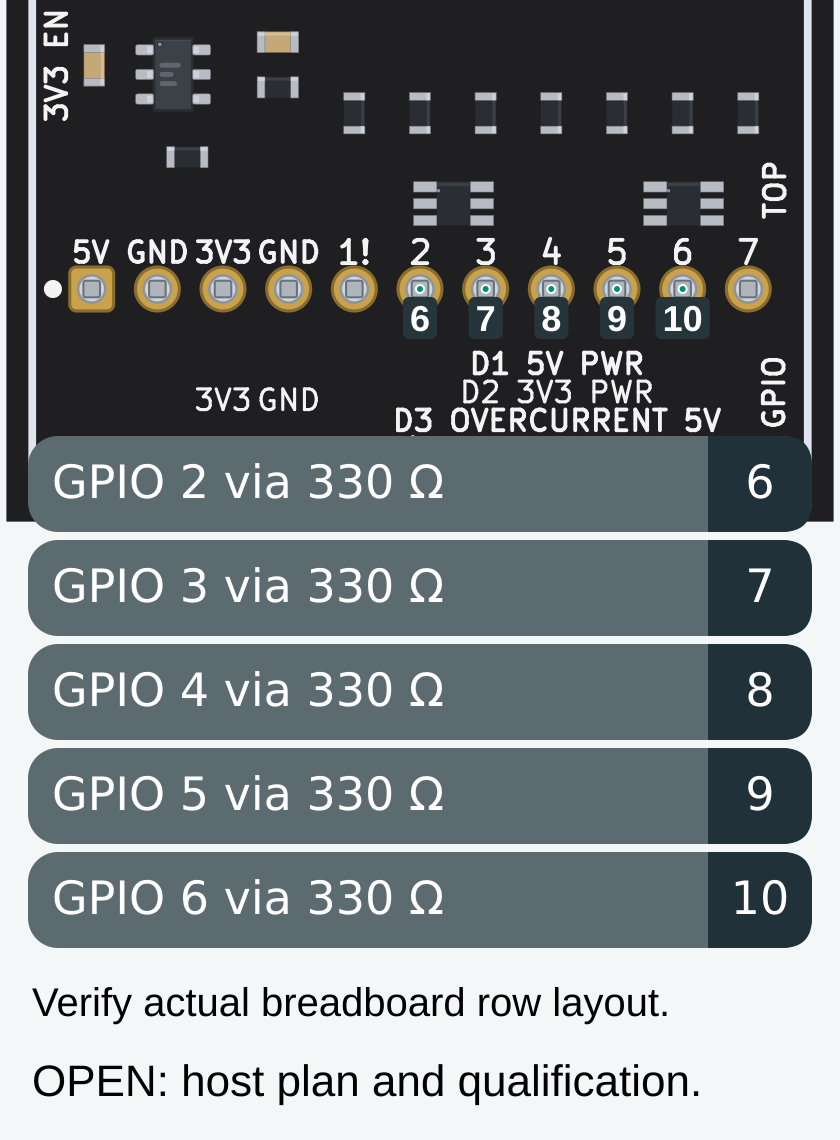 3V3 EN
TOP
5V GND 3V3 GND 1! 2 3 4 5 6 7
6 7 8 9 10
D1 5V PWR
D2 3V3 PWR
3V3 GND
D3 OVERCURRENT 5V
GPIO
GPIO 2 via 330 Ω 6
GPIO 3 via 330 Ω 7
GPIO 4 via 330 Ω 8
GPIO 5 via 330 Ω 9
GPIO 6 via 330 Ω 10
Verify actual breadboard row layout.
OPEN: host plan and qualification.